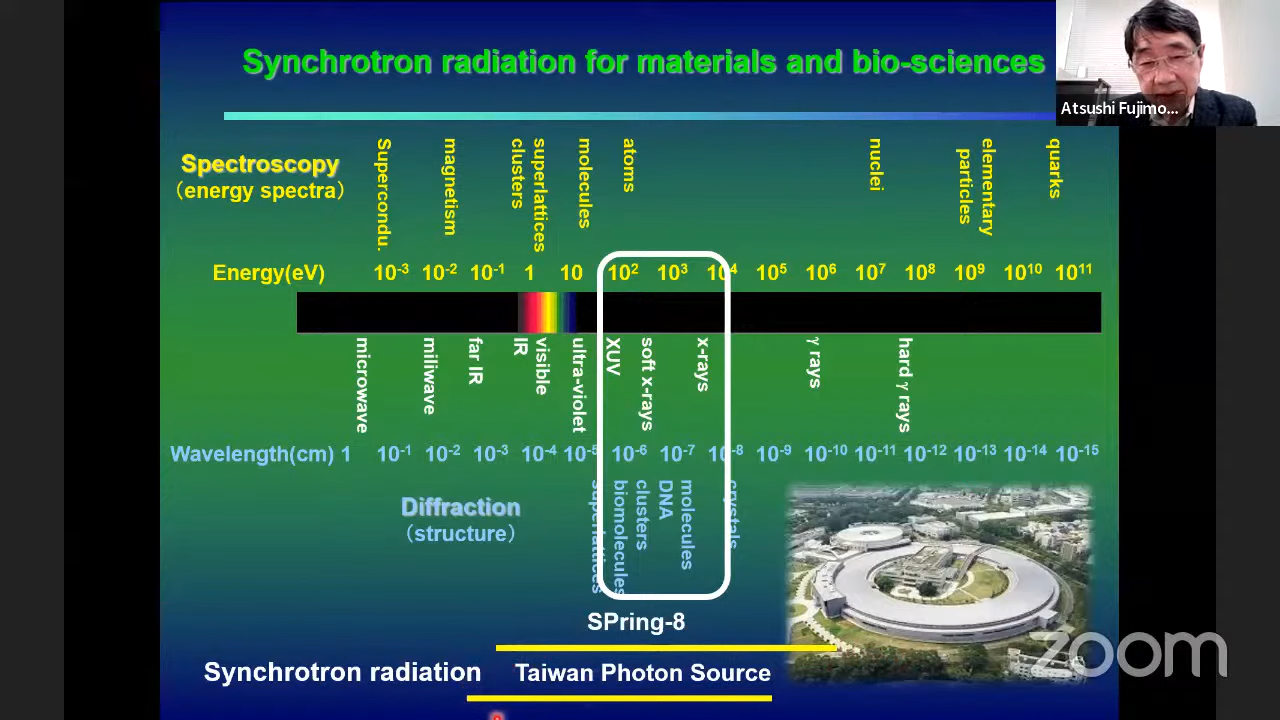 Synchrotron radiation for materials and bio-sciences
Atsushi Fujimo...
Spectroscopy
(energy spectra)
Supercondu.
magnetism
clusters
superlattices
molecules
atoms
nuclei
particles
elementary
quarks
Energy(eV) 10⁻³ 10⁻² 10⁻¹ 1 10 10² 10³ 10⁴ 10⁵ 10⁶ 10⁷ 10⁸ 10⁹ 10¹⁰ 10¹¹
microwave
miliwave
far IR
IR
visible
ultra-violet
XUV
soft x-rays
x-rays
γ rays
hard γ rays
Wavelength(cm) 1 10⁻¹ 10⁻² 10⁻³ 10⁻⁴ 10⁻⁵ 10⁻⁶ 10⁻⁷ 10⁻⁸ 10⁻⁹ 10⁻¹⁰ 10⁻¹¹ 10⁻¹² 10⁻¹³ 10⁻¹⁴ 10⁻¹⁵
Diffraction
(structure)
superlattices
biomolecules
clusters
DNA
molecules
crystals
SPring-8
Synchrotron radiation
Taiwan Photon Source
zoom